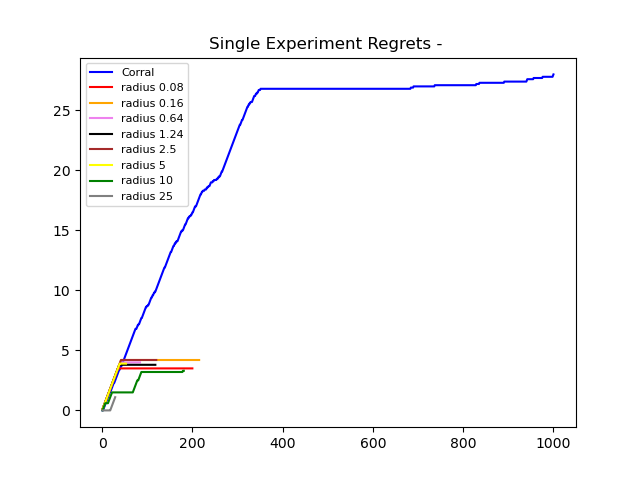 Single Experiment Regrets -
Corral
radius 0.08
radius 0.16
radius 0.64
radius 1.24
radius 2.5
radius 5
radius 10
radius 25
25
20
15
10
5
0
0 200 400 600 800 1000